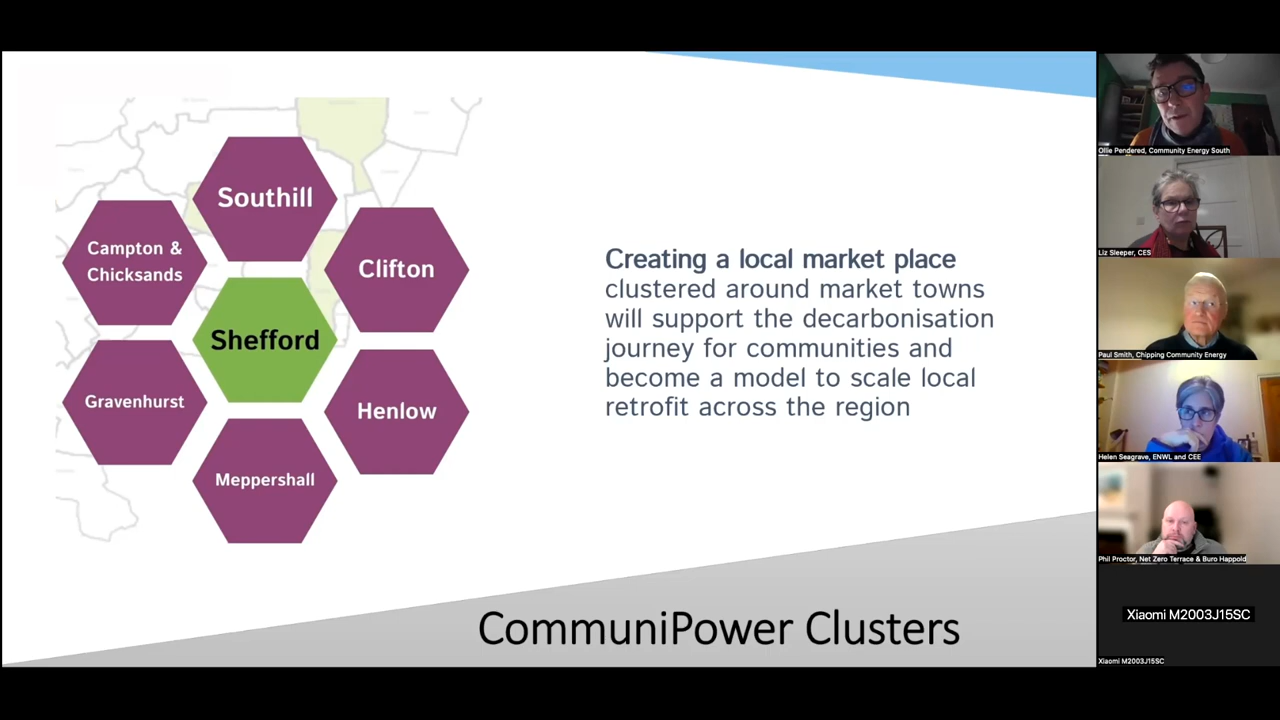 Southill
Campton &
Chicksands
Clifton
Shefford
Gravenhurst
Henlow
Meppershall
Creating a local market place
clustered around market towns
will support the decarbonisation
journey for communities and
become a model to scale local
retrofit across the region
CommuniPower Clusters
Ollie Pendered, Community Energy South
Liz Sleeper, CES
Paul Smith, Chipping Community Energy
Helen Seagrave, ENWL and CEE
Phil Proctor, Net Zero Terrace & Buro Happold
Xiaomi M2003J15SC
Xiaomi M2003J15SC